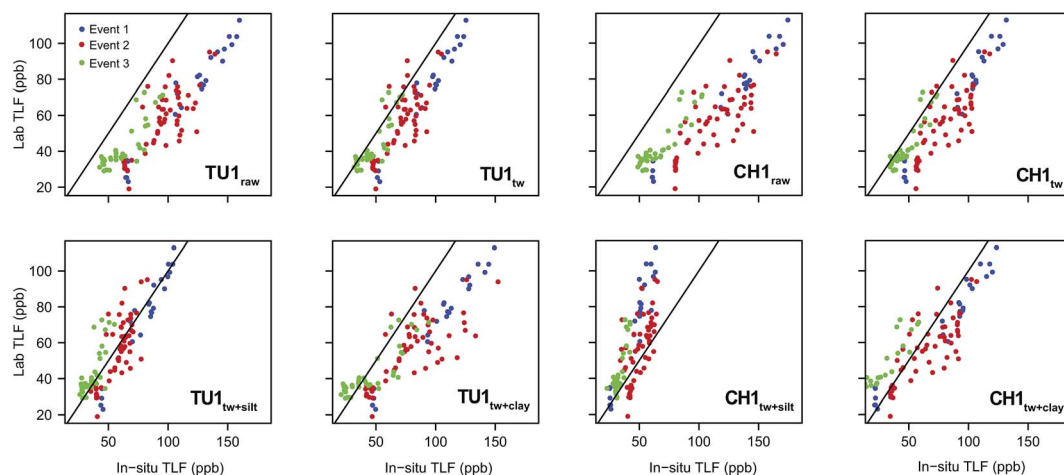 Lab TLF (ppb)
100
80
60
40
20
Event 1
Event 2
Event 3
TU1raw
TU1tw
CH1raw
CH1tw
Lab TLF (ppb)
100
80
60
40
20
TU1tw+silt
TU1tw+clay
CH1tw+silt
CH1tw+clay
50 100 150 50 100 150 50 100 150 50 100 150
In−situ TLF (ppb) In−situ TLF (ppb) In−situ TLF (ppb) In−situ TLF (ppb)